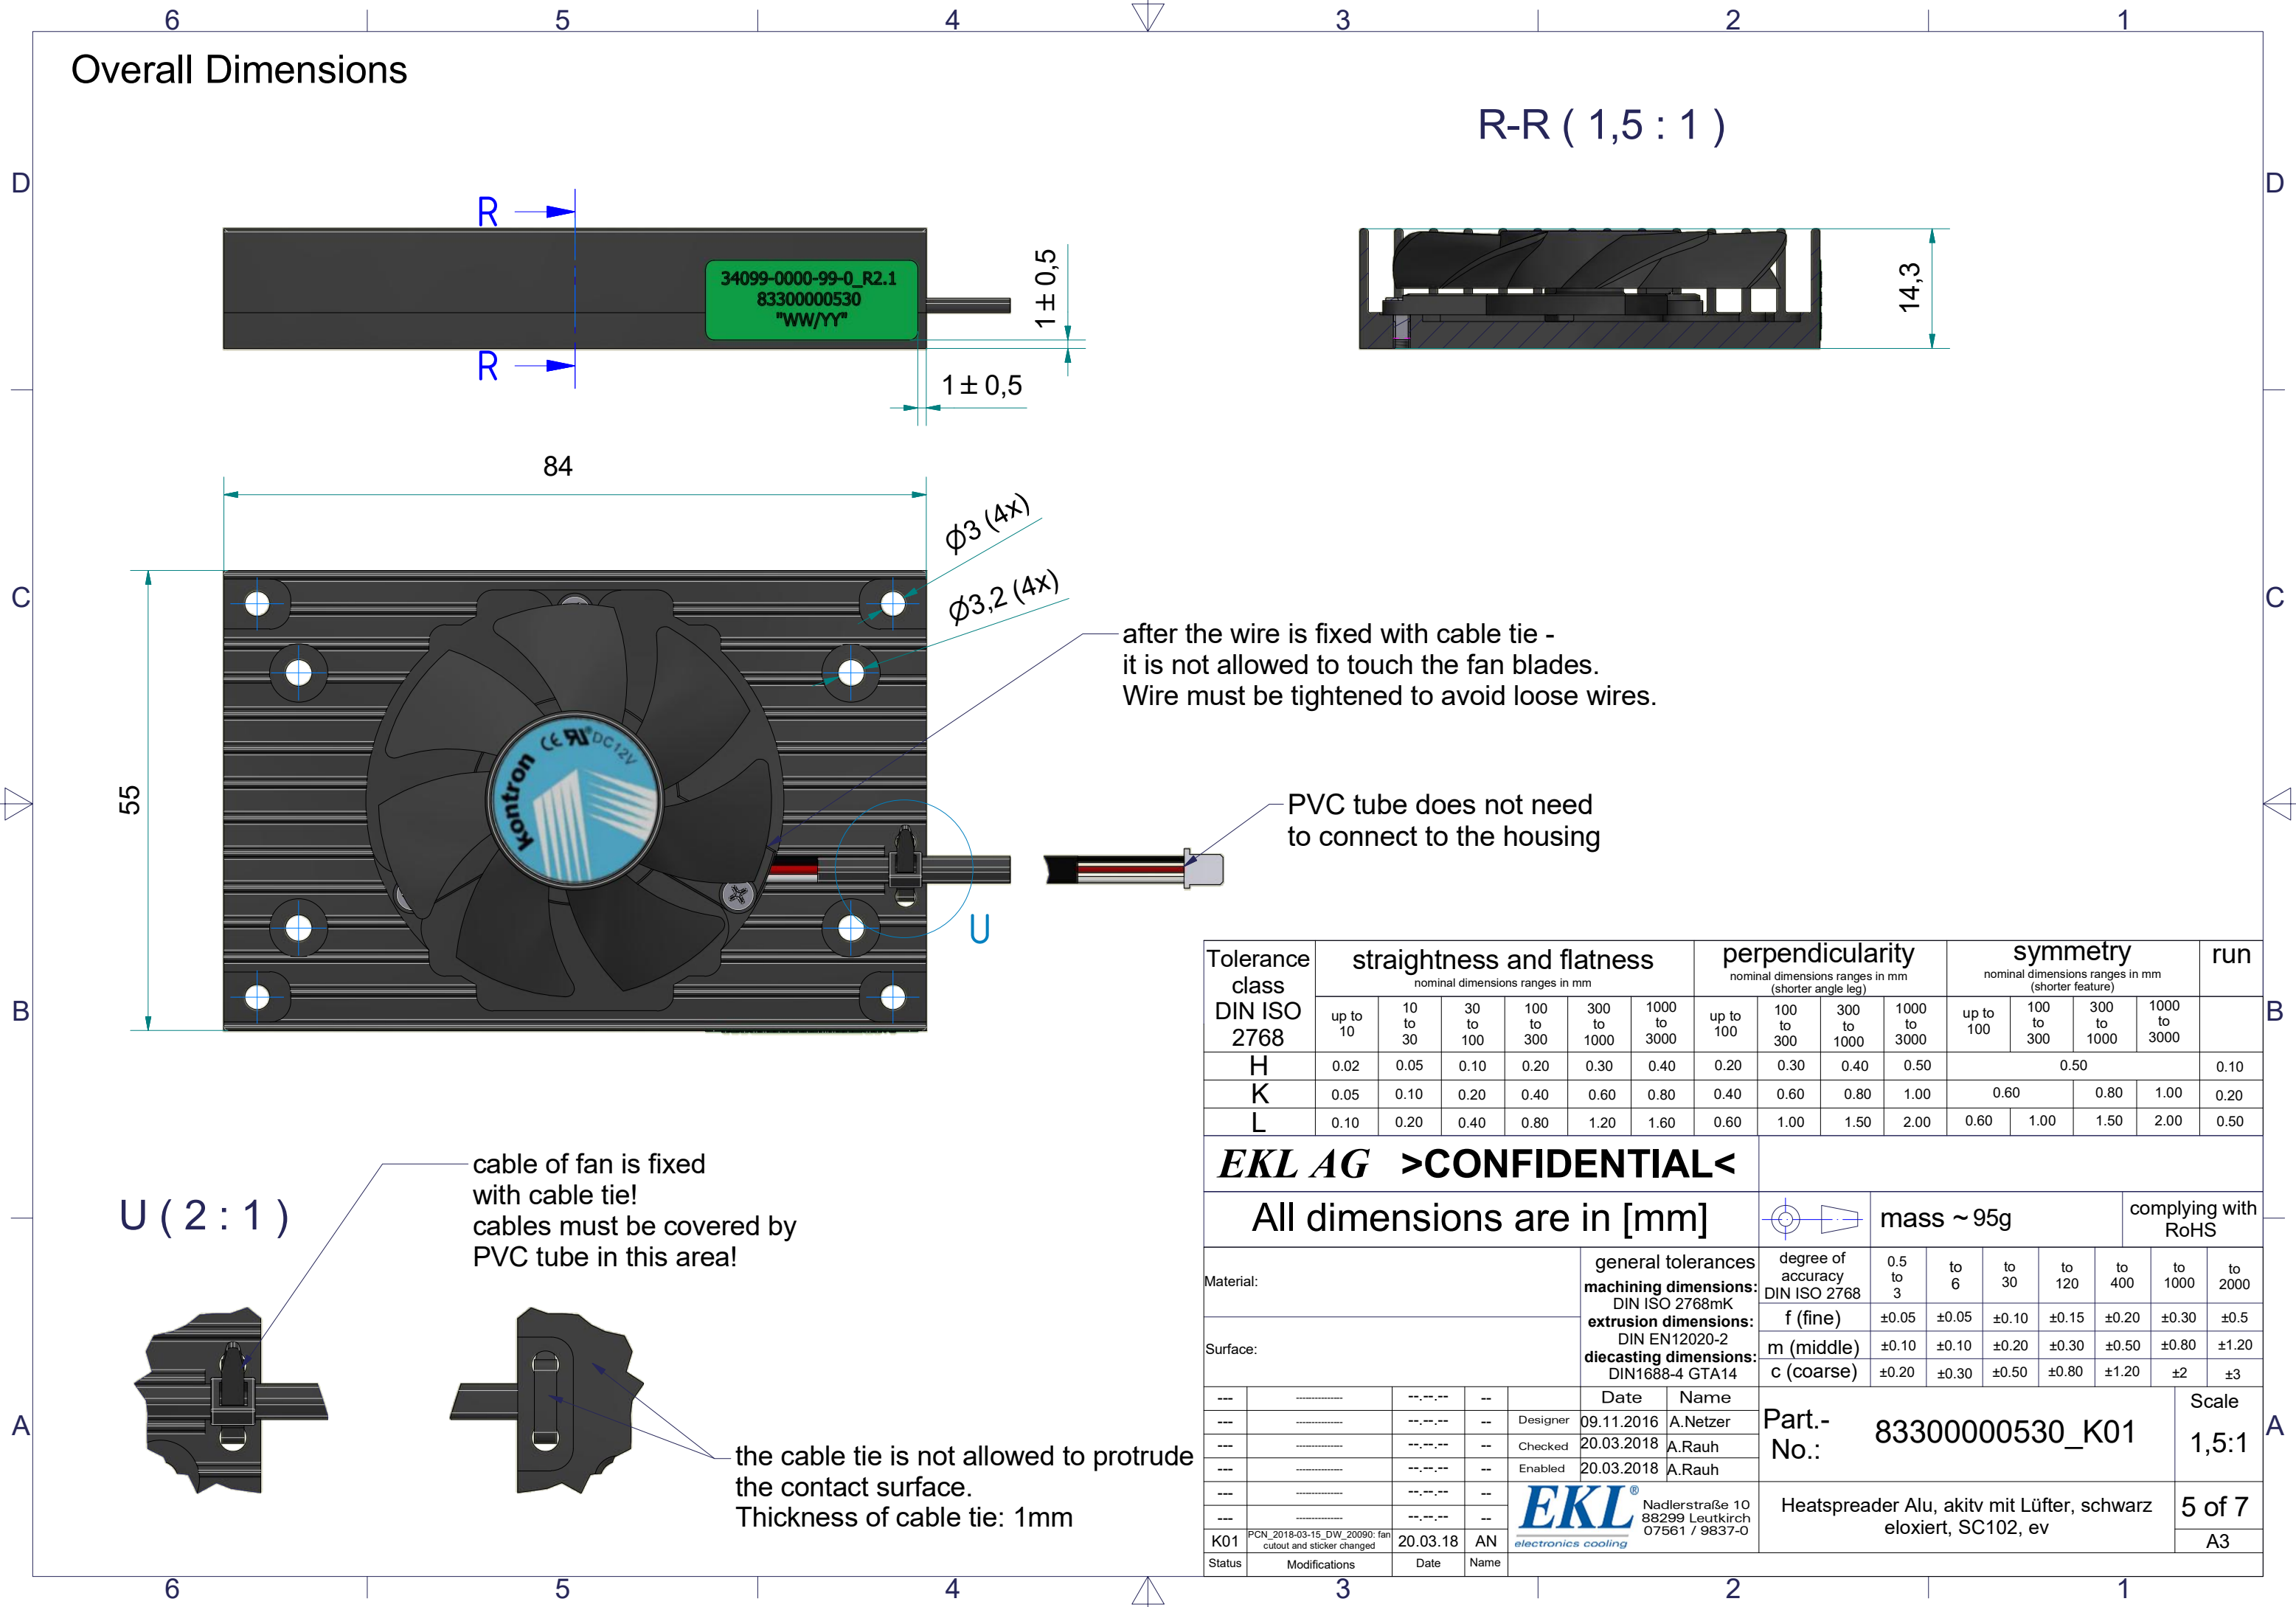 6 5 4 3 2 1
Overall Dimensions
R-R ( 1,5 : 1 )
D D
R
34099-0000-99-0_R2.1
83300000530
"WW/YY"
R
1 ± 0,5
1 ± 0,5
14,3
84
Ø3 (4x)
Ø3,2 (4x)
C C
55
kontron CE DC12V
after the wire is fixed with cable tie -
it is not allowed to touch the fan blades.
Wire must be tightened to avoid loose wires.
PVC tube does not need
to connect to the housing
U
B B
Tolerance class DIN ISO 2768
straightness and flatness
nominal dimensions ranges in mm
perpendicularity
nominal dimensions ranges in mm
(shorter angle leg)
symmetry
nominal dimensions ranges in mm
(shorter feature)
run
up to 10 10 to 30 30 to 100 100 to 300 300 to 1000 1000 to 3000 up to 100 100 to 300 300 to 1000 1000 to 3000 up to 100 100 to 300 300 to 1000 1000 to 3000
H 0.02 0.05 0.10 0.20 0.30 0.40 0.20 0.30 0.40 0.50 0.50 0.10
K 0.05 0.10 0.20 0.40 0.60 0.80 0.40 0.60 0.80 1.00 0.60 0.80 1.00 0.20
L 0.10 0.20 0.40 0.80 1.20 1.60 0.60 1.00 1.50 2.00 0.60 1.00 1.50 2.00 0.50
EKL AG >CONFIDENTIAL<
All dimensions are in [mm]
mass ~ 95g
complying with
RoHS
Material:
Surface:
general tolerances
machining dimensions:
DIN ISO 2768mK
extrusion dimensions:
DIN EN12020-2
diecasting dimensions:
DIN1688-4 GTA14
degree of accuracy DIN ISO 2768 0.5 to 3 to 6 to 30 to 120 to 400 to 1000 to 2000
f (fine) ±0.05 ±0.05 ±0.10 ±0.15 ±0.20 ±0.30 ±0.5
m (middle) ±0.10 ±0.10 ±0.20 ±0.30 ±0.50 ±0.80 ±1.20
c (coarse) ±0.20 ±0.30 ±0.50 ±0.80 ±1.20 ±2 ±3
U ( 2 : 1 )
cable of fan is fixed
with cable tie!
cables must be covered by
PVC tube in this area!
the cable tie is not allowed to protrude
the contact surface.
Thickness of cable tie: 1mm
A A
--- --------------- --.--.-- -- Date Name
--- --------------- --.--.-- -- Designer 09.11.2016 A.Netzer
--- --------------- --.--.-- -- Checked 20.03.2018 A.Rauh
--- --------------- --.--.-- -- Enabled 20.03.2018 A.Rauh
--- --------------- --.--.-- --
--- --------------- --.--.-- --
K01 PCN_2018-03-15_DW_20090: fan cutout and sticker changed 20.03.18 AN
Status Modifications Date Name
EKL®
electronics cooling
Nadlerstraße 10
88299 Leutkirch
07561 / 9837-0
Part.-
No.:
83300000530_K01
Scale
1,5:1
Heatspreader Alu, akitv mit Lüfter, schwarz
eloxiert, SC102, ev
5 of 7
A3
6 5 4 3 2 1